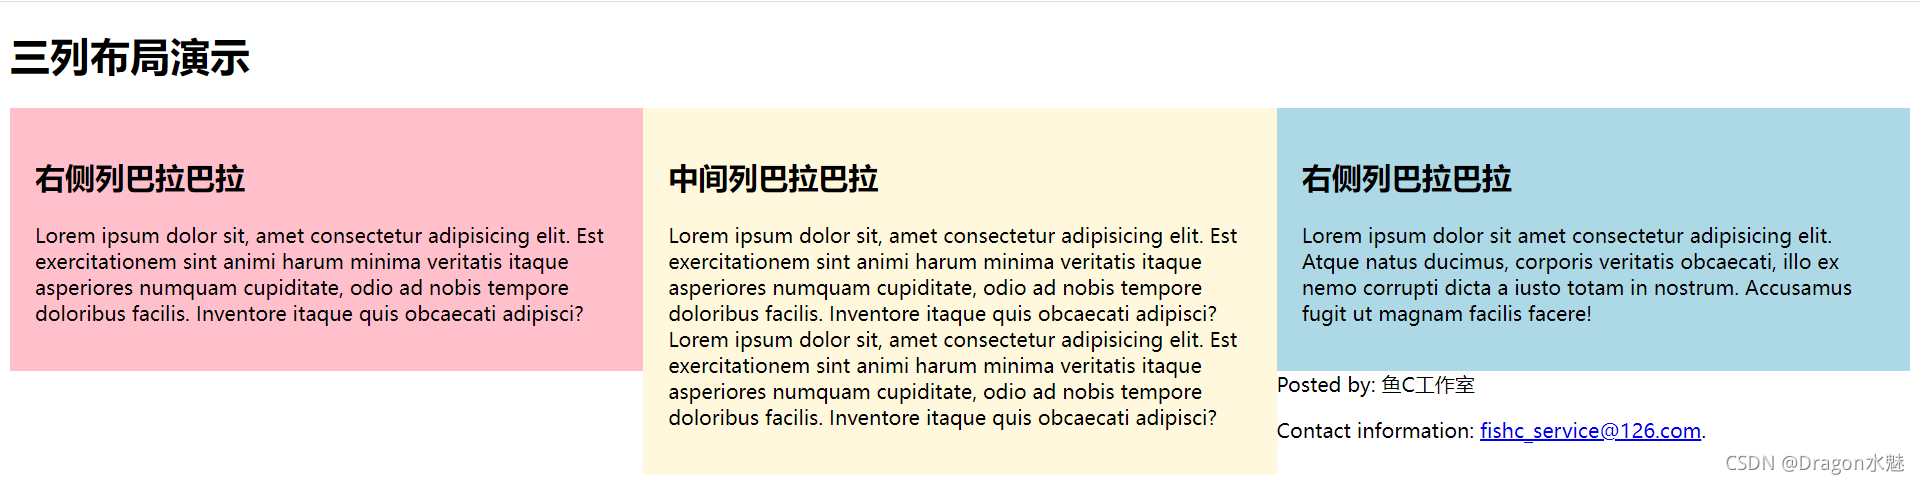 三列布局演示
右侧列巴拉巴拉
Lorem ipsum dolor sit, amet consectetur adipisicing elit. Est
exercitationem sint animi harum minima veritatis itaque
asperiores numquam cupiditate, odio ad nobis tempore
doloribus facilis. Inventore itaque quis obcaecati adipisci?
中间列巴拉巴拉
Lorem ipsum dolor sit, amet consectetur adipisicing elit. Est
exercitationem sint animi harum minima veritatis itaque
asperiores numquam cupiditate, odio ad nobis tempore
doloribus facilis. Inventore itaque quis obcaecati adipisci?
Lorem ipsum dolor sit, amet consectetur adipisicing elit. Est
exercitationem sint animi harum minima veritatis itaque
asperiores numquam cupiditate, odio ad nobis tempore
doloribus facilis. Inventore itaque quis obcaecati adipisci?
右侧列巴拉巴拉
Lorem ipsum dolor sit amet consectetur adipisicing elit.
Atque natus ducimus, corporis veritatis obcaecati, illo ex
nemo corrupti dicta a iusto totam in nostrum. Accusamus
fugit ut magnam facilis facere!
Posted by: 鱼C工作室
Contact information: fishc_service@126.com.
CSDN @Dragon水魅